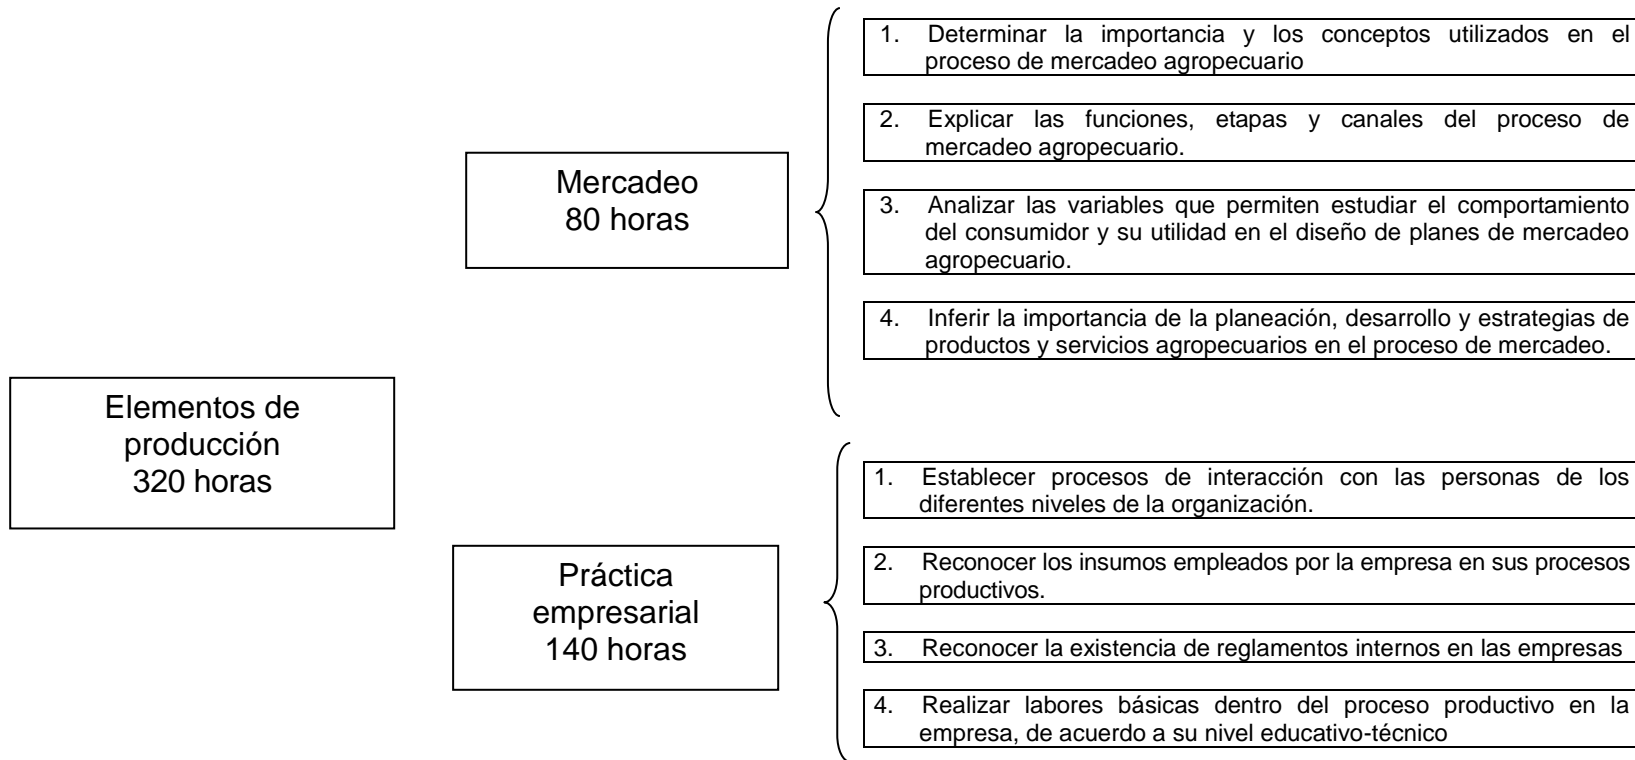 Elementos de
producción
320 horas
Mercadeo
80 horas
1. Determinar la importancia y los conceptos utilizados en el
proceso de mercadeo agropecuario
2. Explicar las funciones, etapas y canales del proceso de
mercadeo agropecuario.
3. Analizar las variables que permiten estudiar el comportamiento
del consumidor y su utilidad en el diseño de planes de mercadeo
agropecuario.
4. Inferir la importancia de la planeación, desarrollo y estrategias de
productos y servicios agropecuarios en el proceso de mercadeo.
Práctica
empresarial
140 horas
1. Establecer procesos de interacción con las personas de los
diferentes niveles de la organización.
2. Reconocer los insumos empleados por la empresa en sus procesos
productivos.
3. Reconocer la existencia de reglamentos internos en las empresas
4. Realizar labores básicas dentro del proceso productivo en la
empresa, de acuerdo a su nivel educativo-técnico